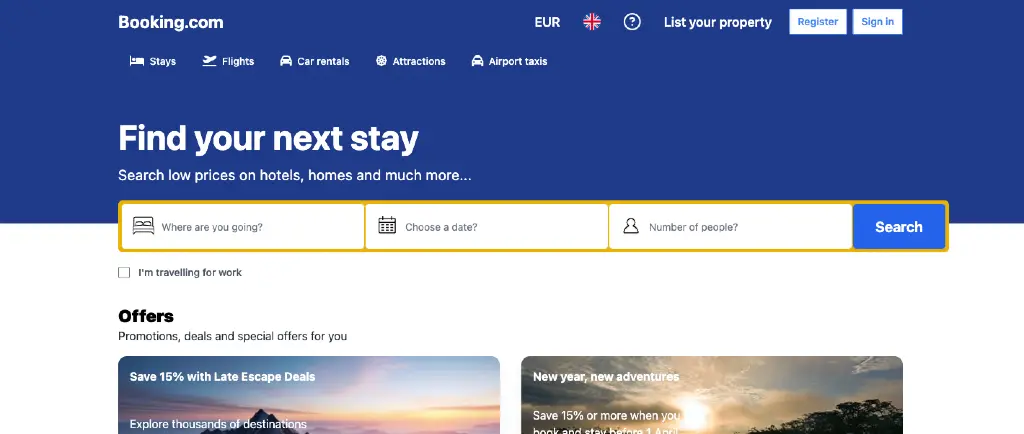 Booking.com EUR List your property Register Sign in
Stays Flights Car rentals Attractions Airport taxis
Find your next stay
Search low prices on hotels, homes and much more...
Where are you going? Choose a date? Number of people? Search
I'm travelling for work
Offers
Promotions, deals and special offers for you
Save 15% with Late Escape Deals
Explore thousands of destinations
New year, new adventures
Save 15% or more when you
book and stay before 1 April